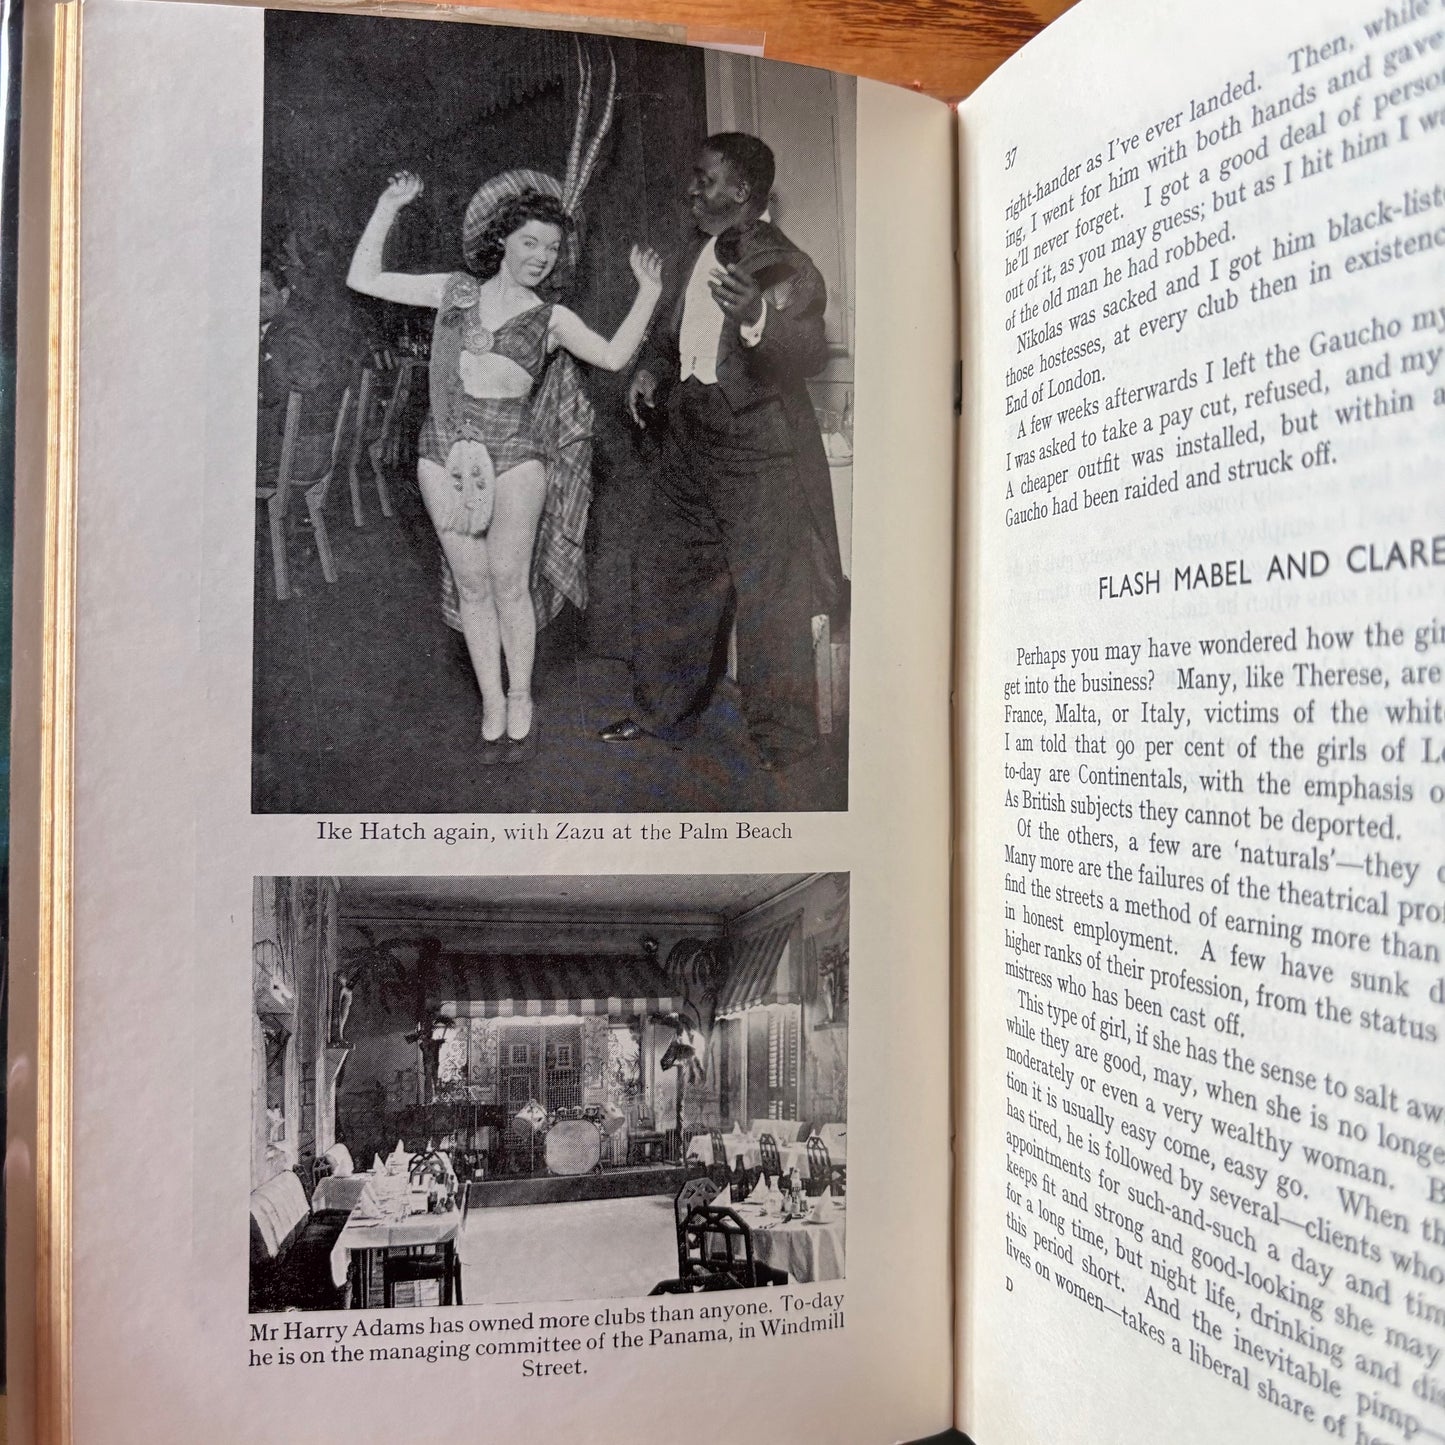 Ike Hatch again, with Zazu at the Palm Beach
Mr Harry Adams has owned more clubs than anyone. To-day
he is on the managing committee of the Panama, in Windmill
Street.
37
right-hander as I've ever landed. Then, while
ing, I went for him with both hands and gave
he'll never forget. I got a good deal of
out of it, as you may guess; but as I hit him I
of the old man he had robbed.
Nikolas was sacked and I got him
those hostesses, at every club then in
End of London.
A few weeks afterwards I left the Gaucho
I was asked to take a pay cut, refused, and my
A cheaper outfit was installed, but within a
Gaucho had been raided and struck off.
FLASH MABEL AND
Perhaps you may have wondered how the
get into the business? Many, like Therese, are
France, Malta, or Italy, victims of the
I am told that 90 per cent of the girls of
to-day are Continentals, with the emphasis
As British subjects they cannot be deported.
Of the others, a few are 'naturals'—they
Many more are the failures of the theatrical
find the streets a method of earning more than
in honest employment. A few have sunk
higher ranks of their profession, from the status
mistress who has been cast off.
This type of girl, if she has the sense to salt
while they are good, may, when she is no
moderately or even a very wealthy woman.
tion it is usually easy come, easy go. When
has tired, he is followed by several—clients who
appointments for such-and-such a day and
keeps fit and strong and good-looking she may
for a long time, but night life, drinking and
this period short. And the inevitable pimp—
lives on women—takes a liberal share of
D